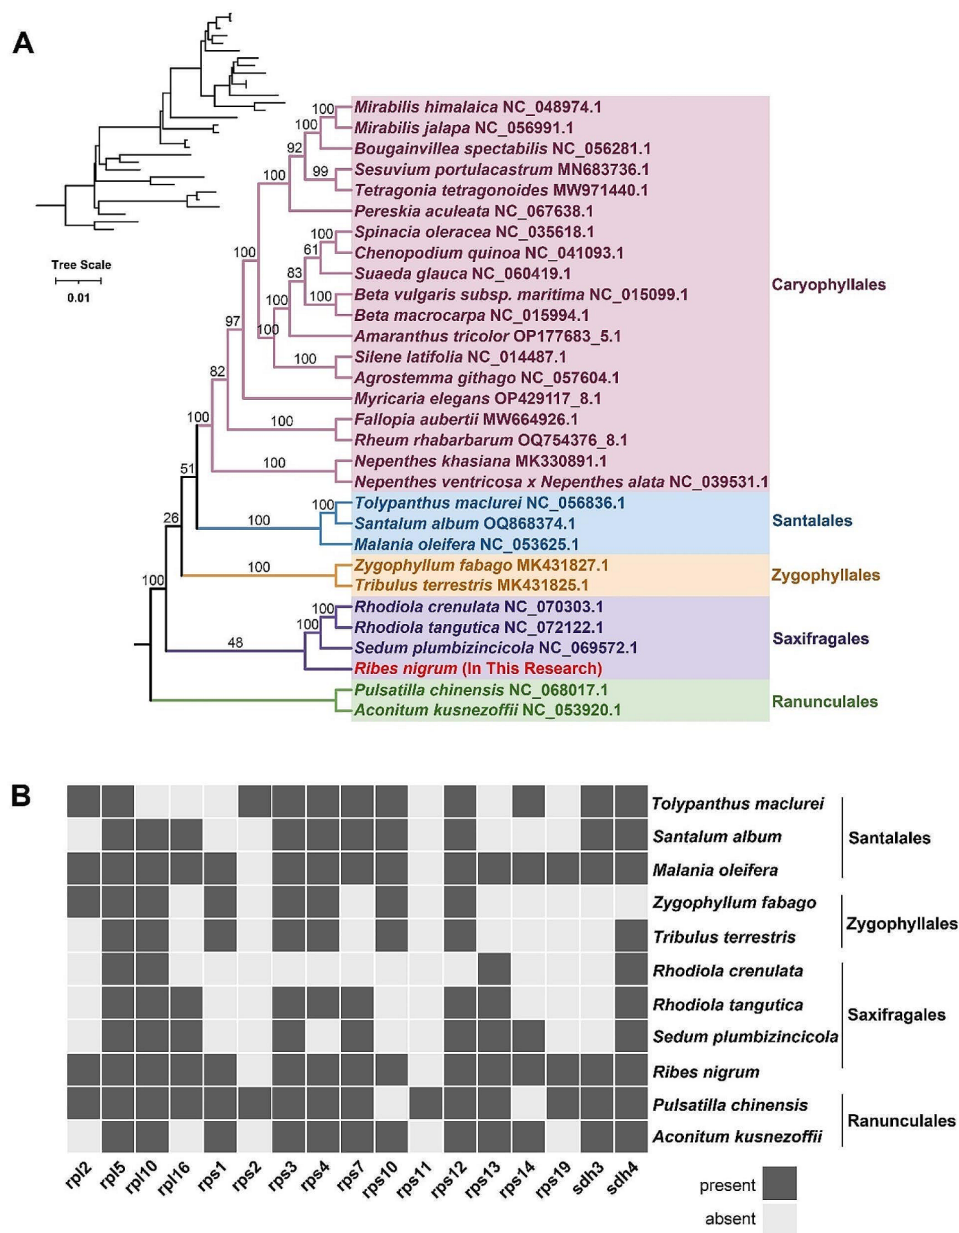 A
Tree Scale
0.01
100
Mirabilis himalaica NC_048974.1
100
Mirabilis jalapa NC_056991.1
92
Bougainvillea spectabilis NC_056281.1
99
Sesuvium portulacastrum MN683736.1
100
Tetragonia tetragonoides MW971440.1
Pereskia aculeata NC_067638.1
100
Spinacia oleracea NC_035618.1
61
Chenopodium quinoa NC_041093.1
100
83
Suaeda glauca NC_060419.1
100
100
Beta vulgaris subsp. maritima NC_015099.1
Beta macrocarpa NC_015994.1
97
100
Amaranthus tricolor OP177683_5.1
100
Silene latifolia NC_014487.1
82
Agrostemma githago NC_057604.1
Myricaria elegans OP429117_8.1
100
100
Fallopia aubertii MW664926.1
Rheum rhabarbarum OQ754376_8.1
51
100
Nepenthes khasiana MK330891.1
Nepenthes ventricosa x Nepenthes alata NC_039531.1
Caryophyllales
100
Tolypanthus maclurei NC_056836.1
26
100
Santalum album OQ868374.1
Malania oleifera NC_053625.1
Santalales
100
100
Zygophyllum fabago MK431827.1
Tribulus terrestris MK431825.1
Zygophyllales
100
Rhodiola crenulata NC_070303.1
100
Rhodiola tangutica NC_072122.1
48
Sedum plumbizincicola NC_069572.1
Ribes nigrum (In This Research)
Saxifragales
Pulsatilla chinensis NC_068017.1
Aconitum kusnezoffii NC_053920.1
Ranunculales
B
Tolypanthus maclurei
Santalum album
Malania oleifera
Santalales
Zygophyllum fabago
Tribulus terrestris
Zygophyllales
Rhodiola crenulata
Rhodiola tangutica
Sedum plumbizincicola
Ribes nigrum
Saxifragales
Pulsatilla chinensis
Aconitum kusnezoffii
Ranunculales
rpl2
rpl5
rpl10
rpl16
rps1
rps2
rps3
rps4
rps7
rps10
rps11
rps12
rps13
rps14
rps19
sdh3
sdh4
present
absent